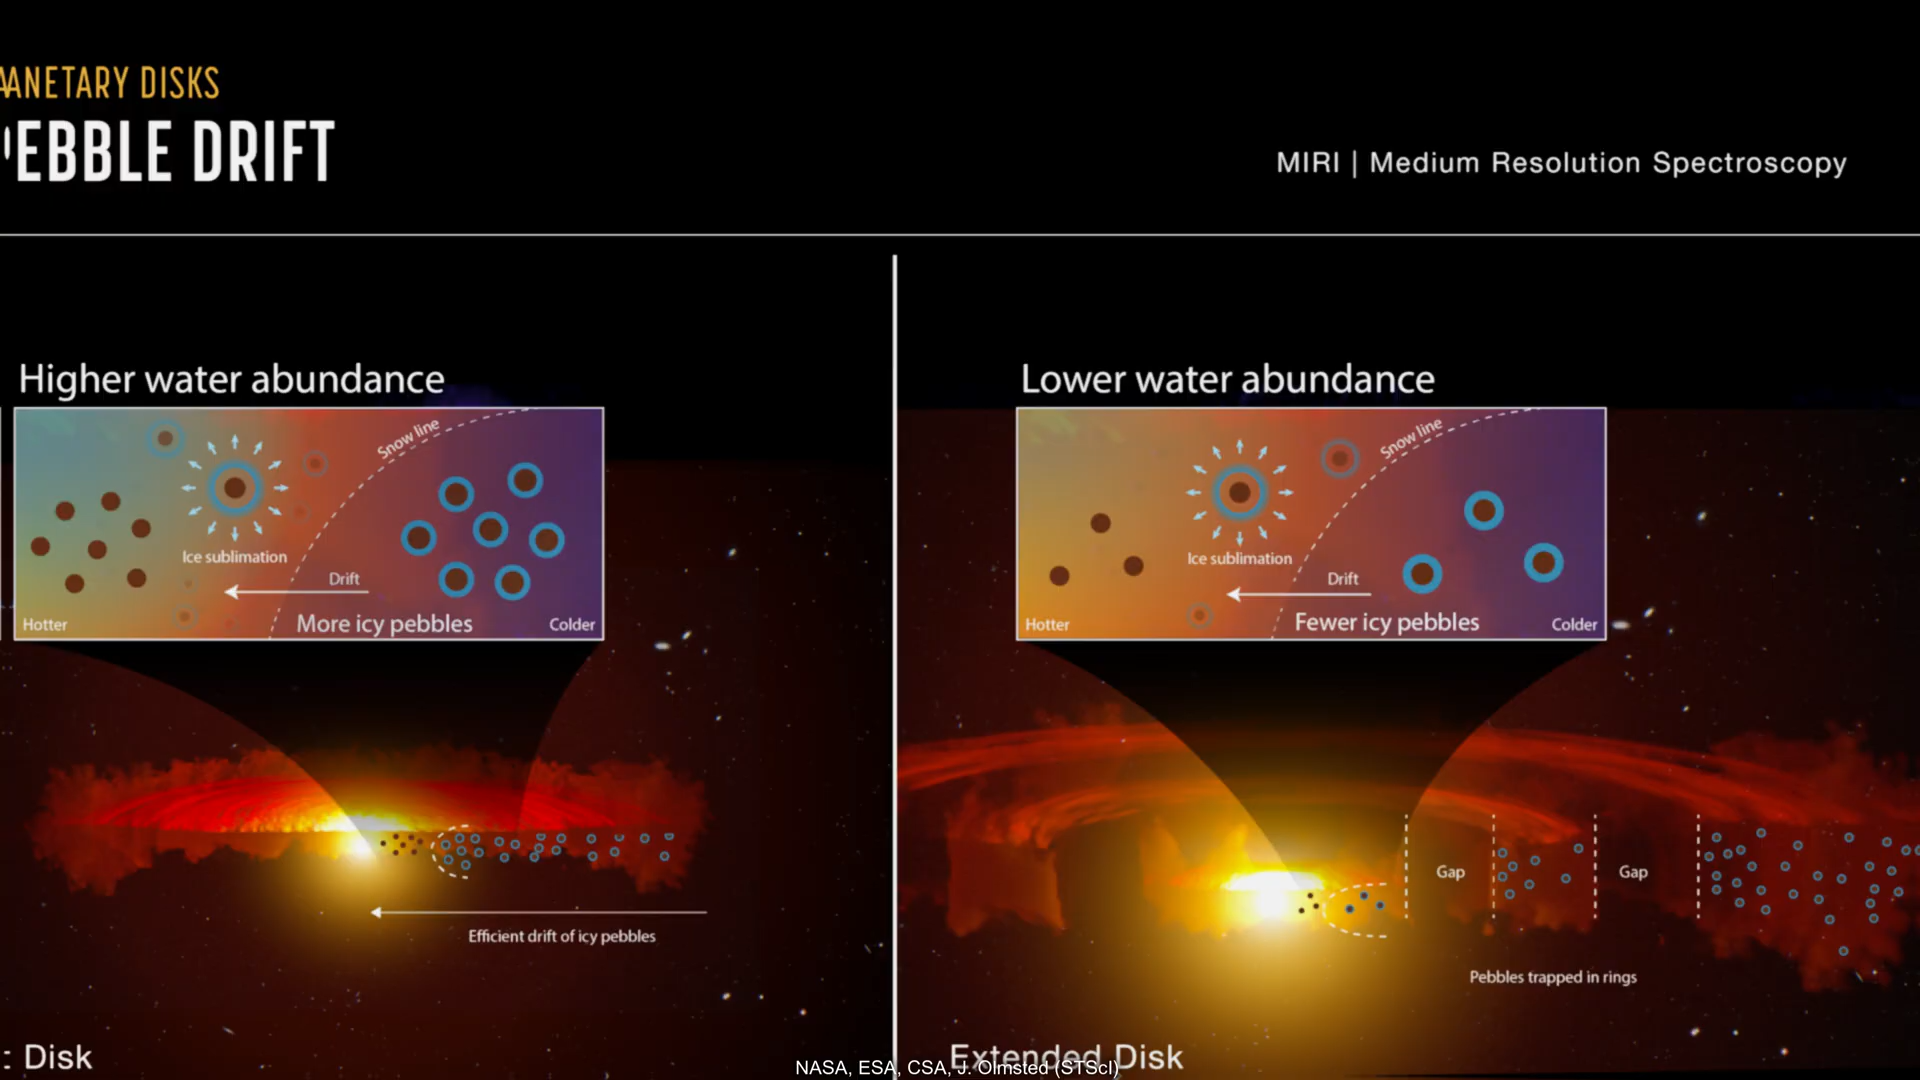 ANETARY DISKS
PEBBLE DRIFT
MIRI | Medium Resolution Spectroscopy
Higher water abundance
Snow line
Ice sublimation
Drift
Hotter
More icy pebbles
Colder
Efficient drift of icy pebbles
: Disk
Lower water abundance
Snow line
Ice sublimation
Drift
Hotter
Fewer icy pebbles
Colder
Gap
Gap
Pebbles trapped in rings
Extended Disk
NASA, ESA, CSA, J. Olmsted (STScI)